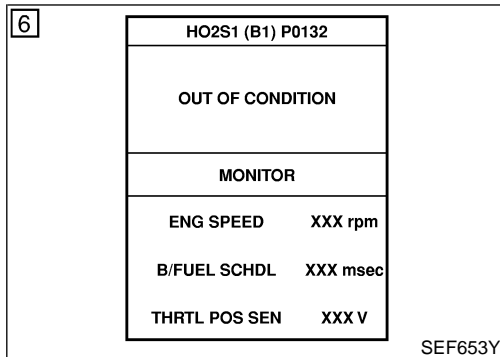 6
HO2S1 (B1) P0132
OUT OF CONDITION
MONITOR
ENG SPEED XXX rpm
B/FUEL SCHDL XXX msec
THRTL POS SEN XXX V
SEF653Y